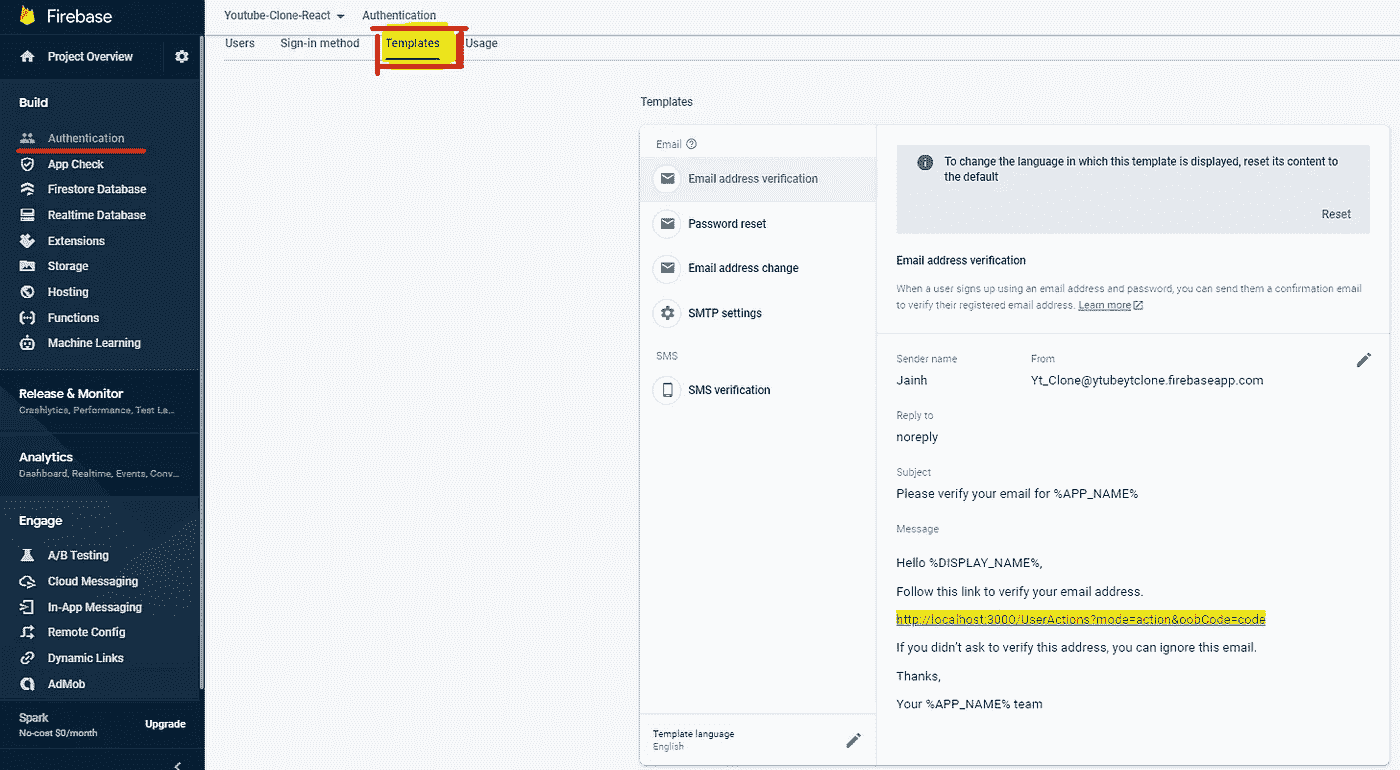 Firebase
Project Overview
Build
Authentication
App Check
Firestore Database
Realtime Database
Extensions
Storage
Hosting
Functions
Machine Learning
Release & Monitor
Crashlytics, Performance, Test La...
Analytics
Dashboard, Realtime, Events, Conv...
Engage
A/B Testing
Cloud Messaging
In-App Messaging
Remote Config
Dynamic Links
AdMob
Spark
No-cost $0/month
Upgrade
Youtube-Clone-React Authentication
Users Sign-in method Templates Usage
Templates
Email
Email address verification
Password reset
Email address change
SMTP settings
SMS
SMS verification
Template language
English
To change the language in which this template is displayed, reset its content to
the default
Reset
Email address verification
When a user signs up using an email address and password, you can send them a confirmation email
to verify their registered email address. Learn more
Sender name From
Jainh Yt_Clone@ytubeytclone.firebaseapp.com
Reply to
noreply
Subject
Please verify your email for %APP_NAME%
Message
Hello %DISPLAY_NAME%,
Follow this link to verify your email address.
http://localhost:3000/UserActions?mode=action&oobCode=code
If you didn't ask to verify this address, you can ignore this email.
Thanks,
Your %APP_NAME% team